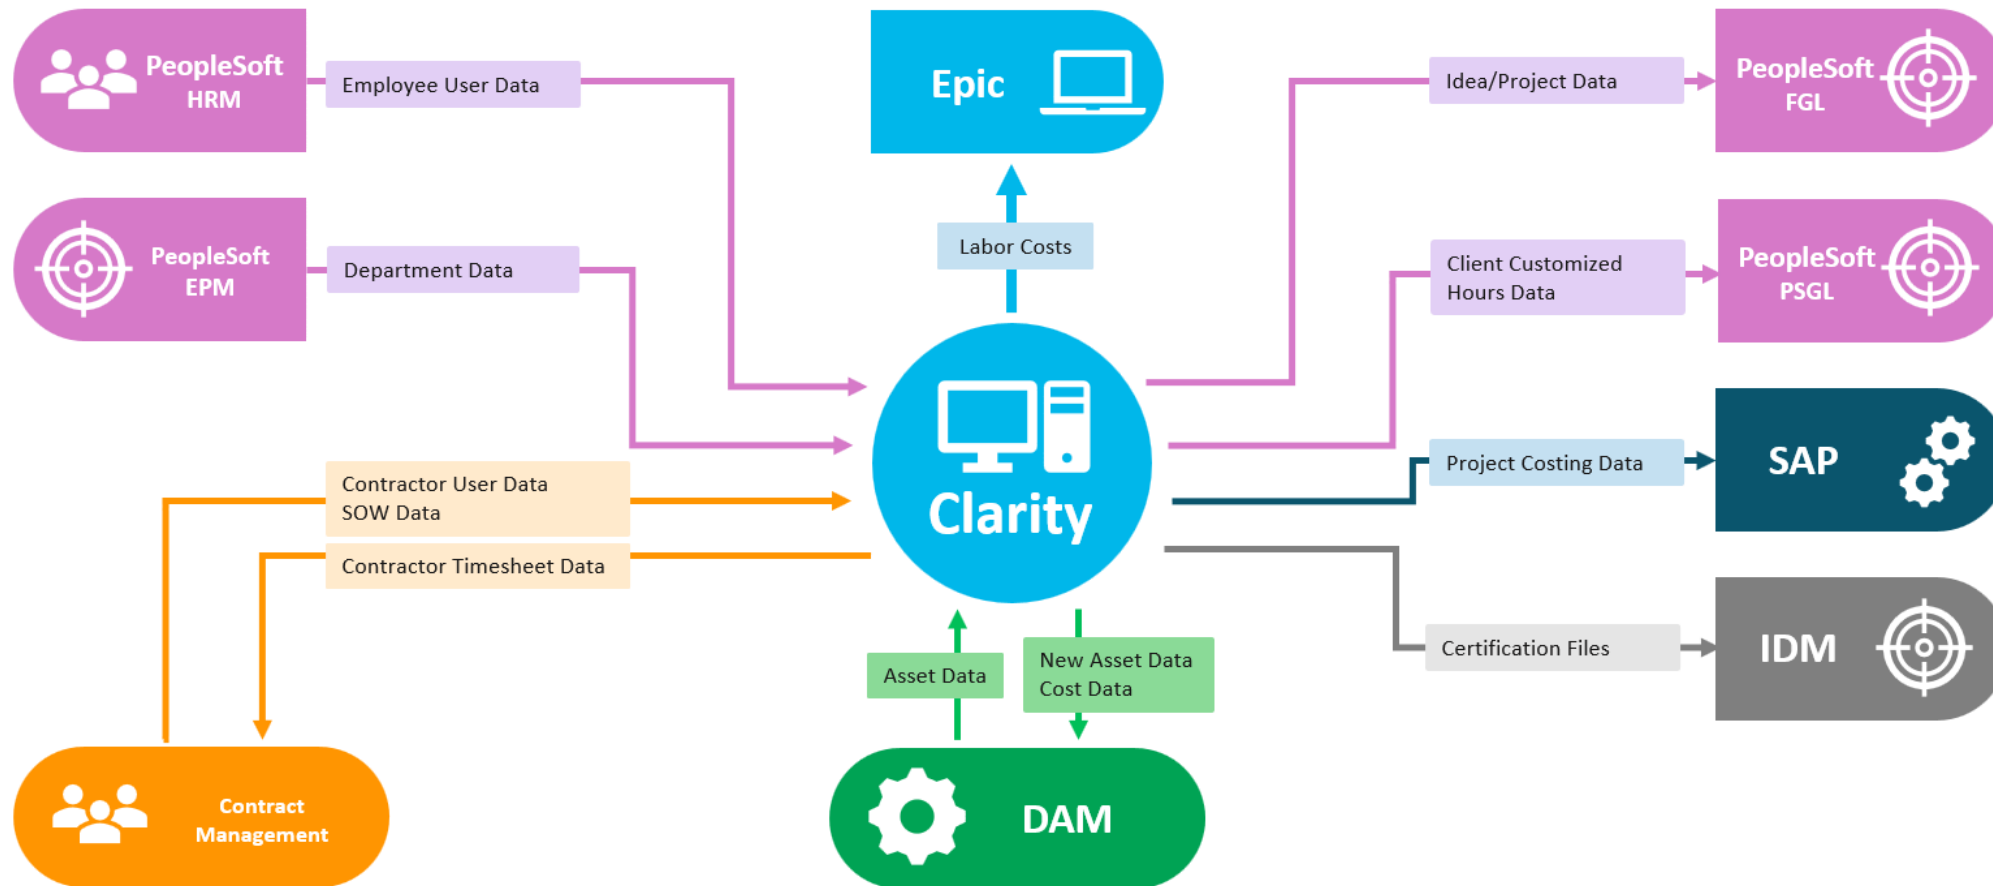 PeopleSoft
HRM
Employee User Data
Epic
Idea/Project Data
PeopleSoft
FGL
PeopleSoft
EPM
Department Data
Labor Costs
Client Customized
Hours Data
PeopleSoft
PSGL
Contractor User Data
SOW Data
Contractor Timesheet Data
Clarity
Project Costing Data
SAP
Certification Files
IDM
Asset Data
New Asset Data
Cost Data
Contract
Management
DAM